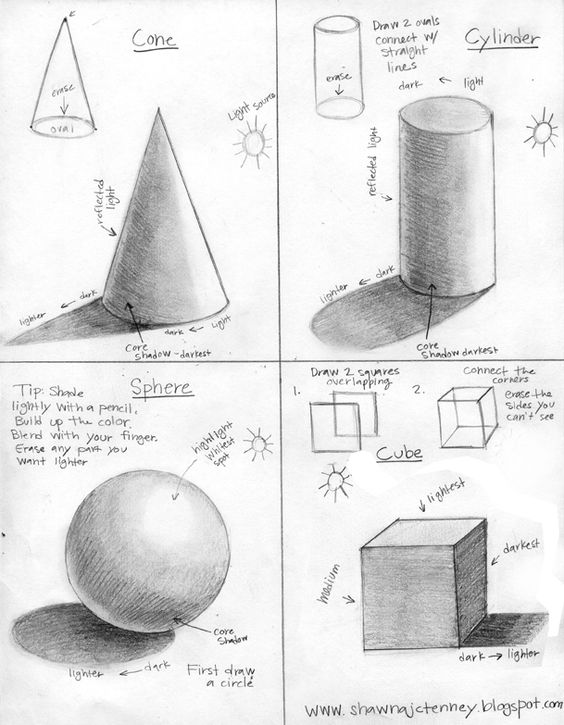 Cone
erase
oval
Light source
reflected
light
lighter ← dark
dark ← light
core
shadow - darkest
Draw 2 ovals
connect w/
straight
lines
Cylinder
erase
dark ← light
reflected light
lighter ← dark
core
shadow darkest
Tip: Shade
lightly with a pencil.
Build up the color.
Blend with your finger.
Erase any part you
want lighter
Sphere
highlight
whitest
spot
core
shadow
lighter ← dark
First draw
a circle
1.
Draw 2 squares
overlapping
2.
Connect the
corners
erase the
sides you
can't see
Cube
lightest
darkest
medium
dark → lighter
www.shawnajctenney.blogspot.com